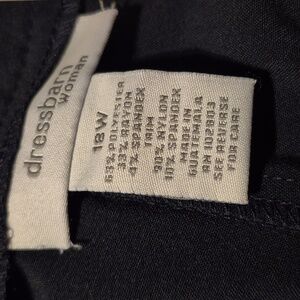 dressbarn
woman
18W
63% POLYESTER
33% RAYON
4% SPANDEX
TRIM
90% NYLON
10% SPANDEX
MADE IN
GUATEMALA
RN 102803
SEE REVERSE
FOR CARE